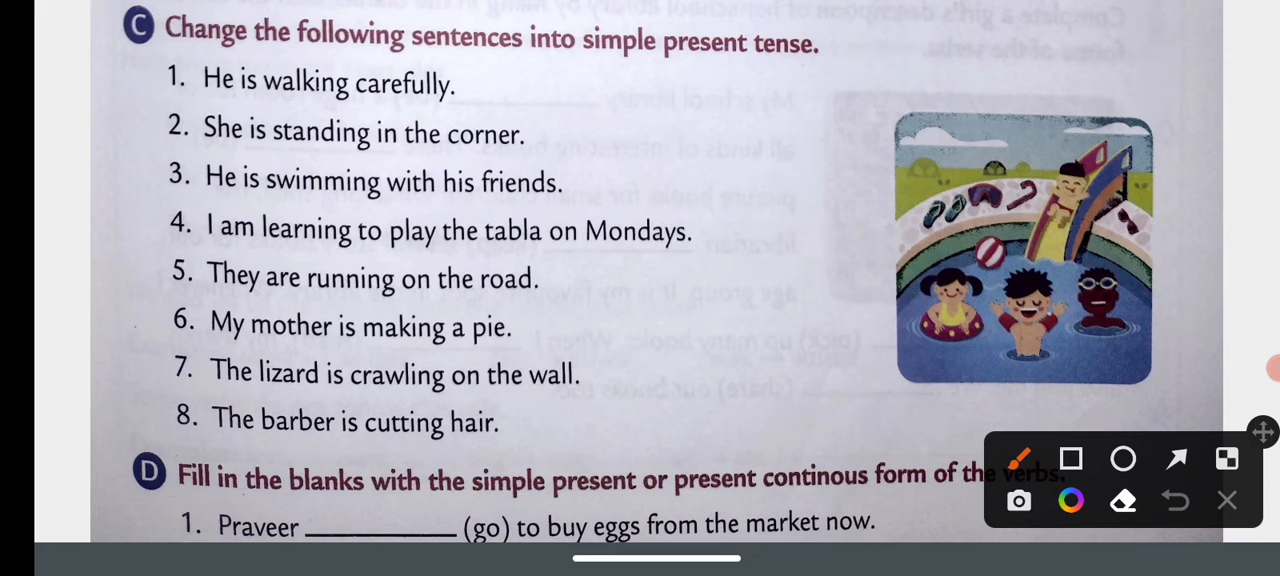 C Change the following sentences into simple present tense.
1. He is walking carefully.
2. She is standing in the corner.
3. He is swimming with his friends.
4. I am learning to play the tabla on Mondays.
5. They are running on the road.
6. My mother is making a pie.
7. The lizard is crawling on the wall.
8. The barber is cutting hair.
D Fill in the blanks with the simple present or present continous form of the verbs.
1. Praveer ____________ (go) to buy eggs from the market now.